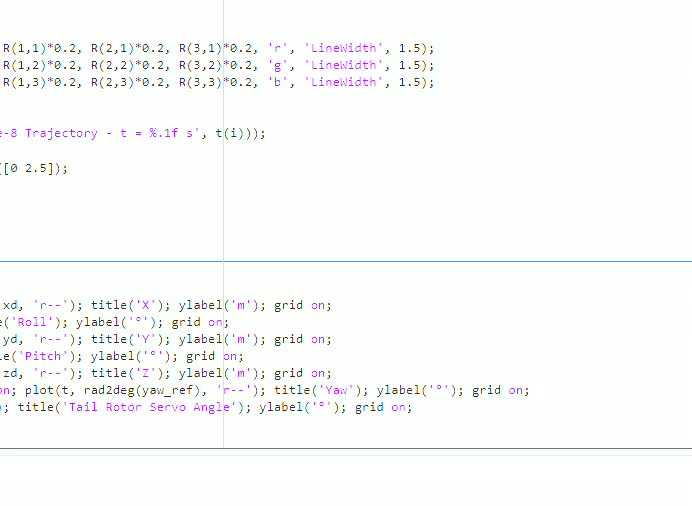 R(1,1)*0.2, R(2,1)*0.2, R(3,1)*0.2, 'r', 'LineWidth', 1.5);
R(1,2)*0.2, R(2,2)*0.2, R(3,2)*0.2, 'g', 'LineWidth', 1.5);
R(1,3)*0.2, R(2,3)*0.2, R(3,3)*0.2, 'b', 'LineWidth', 1.5);
e-8 Trajectory - t = %.1f s', t(i)));
[[0 2.5]);
xd, 'r--'); title('X'); ylabel('m'); grid on;
e('Roll'); ylabel('°'); grid on;
yd, 'r--'); title('Y'); ylabel('m'); grid on;
le('Pitch'); ylabel('°'); grid on;
zd, 'r--'); title('Z'); ylabel('m'); grid on;
on; plot(t, rad2deg(yaw_ref), 'r--'); title('Yaw'); ylabel('°'); grid on;
); title('Tail Rotor Servo Angle'); ylabel('°'); grid on;